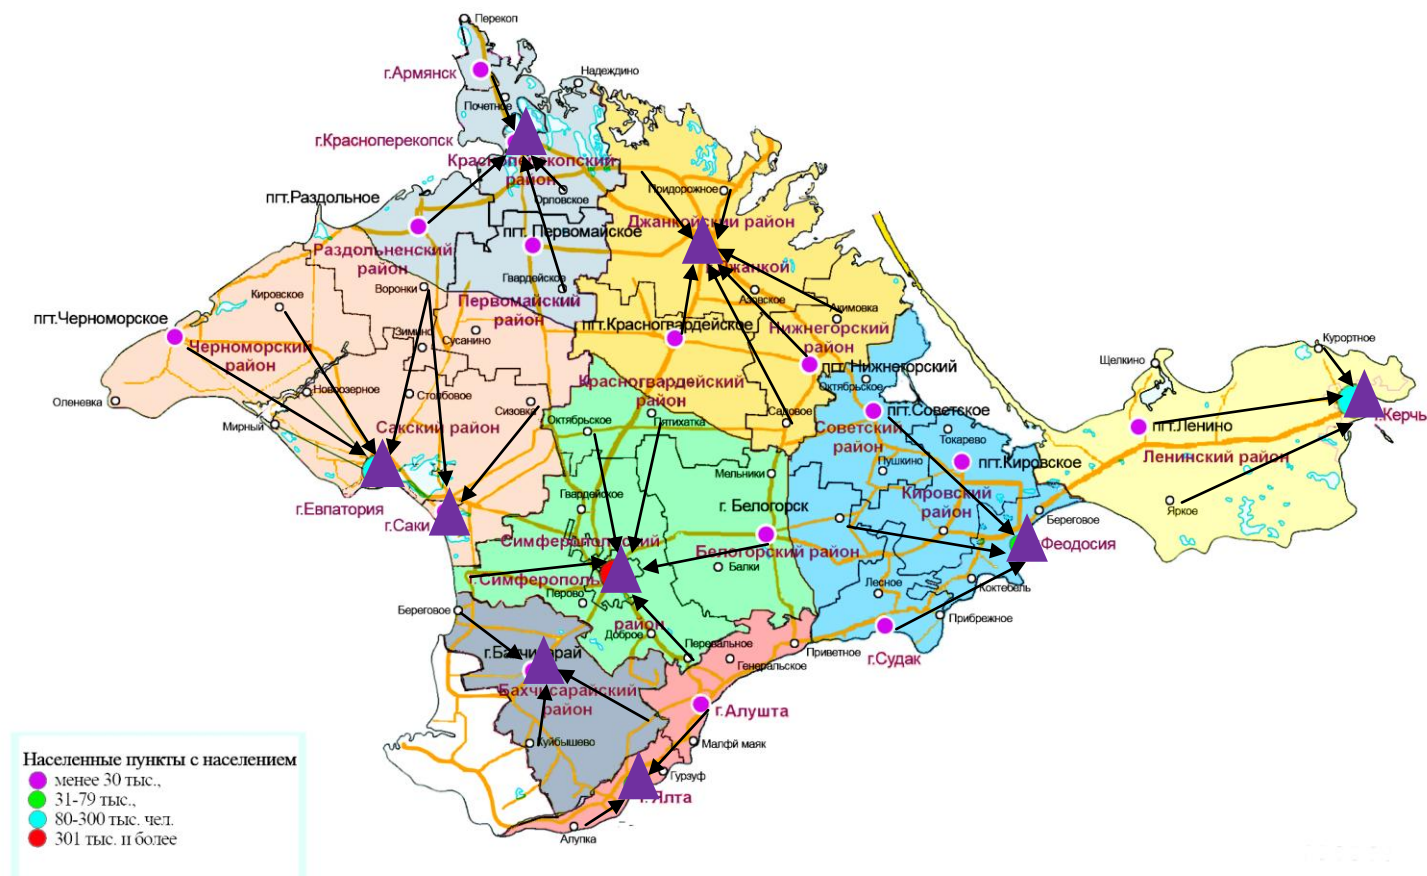 Перекоп
г.Армянск
Надеждино
Почетное
г.Красноперекопск
Красноперекопский
район
Орловское
пгт.Раздольное
Придорожное
Джанкойский район
пгт. Первомайское
Раздольненский
район
Джанкой
Гвардейское
Воронки
Первомайский
район
Кировское
Азовское
Акимовка
пгт.Черноморское
Черноморский
район
Зимино
Сусанино
пгт.Красногвардейское
Нижнегорский
район
Курортное
Щелкино
пгт. Нижнегорский
Октябрьское
Красногвардейский
район
Новоозерное
Столбовое
Оленевка
Сизовка
Мирный
Сакский район
Октябрьское
Пятихатка
Садовое
пгт.Советское
Советский
район
Токарево
г.Керчь
пгт.Ленино
Ленинский район
Пушкино
пгт.Кировское
Мельники
Гвардейское
Кировский
район
г.Евпатория
г.Саки
г. Белогорск
Яркое
Береговое
Симферопольский
Белогорский район
Феодосия
Симферополь
Балки
Лесное
Коктебель
Перово
Береговое
район
Доброе
Прибрежное
г.Бахчисарай
Перевальное
Генеральское
Приветное
г.Судак
Бахчисарайский
район
г.Алушта
Куйбышево
Малфй маяк
Гурзуф
г.Ялта
Алупка
Населенные пункты с населением
менее 30 тыс.,
31-79 тыс.,
80-300 тыс. чел.
301 тыс. и более